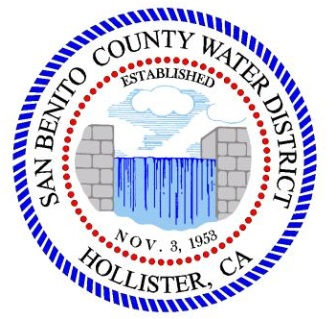 SAN BENITO COUNTY WATER DISTRICT
ESTABLISHED
NOV. 3, 1953
HOLLISTER, CA